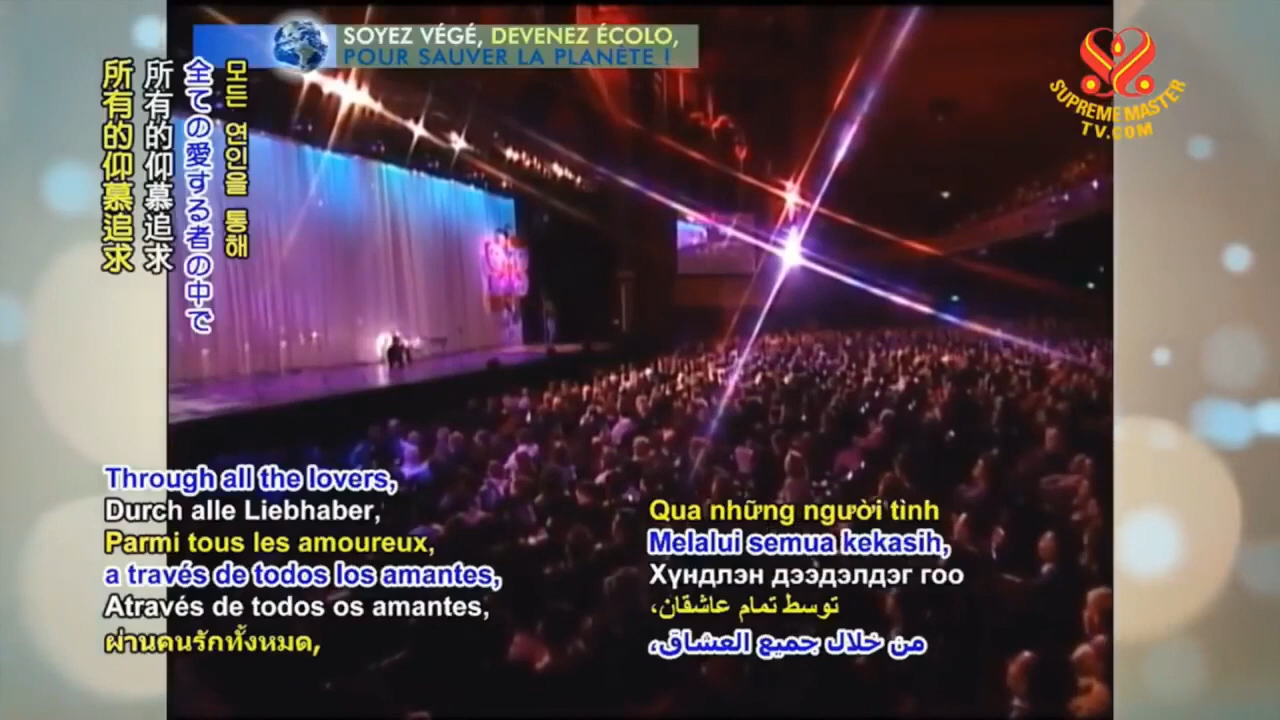 SOYEZ VÉGÉ, DEVENEZ ÉCOLO,
POUR SAUVER LA PLANÈTE !
SUPREME MASTER
TV.COM
모든 연인을 통해
全ての愛する者の中で
所有的仰慕追求
所有的仰慕追求
Through all the lovers,
Durch alle Liebhaber,
Parmi tous les amoureux,
a través de todos los amantes,
Através de todos os amantes,
ผ่านคนรักทั้งหมด,
Qua những người tình
Melalui semua kekasih,
Хүндлэн дээдэлдэг гоо
توسط تمام عاشقان،
من خلال جميع العشاق،